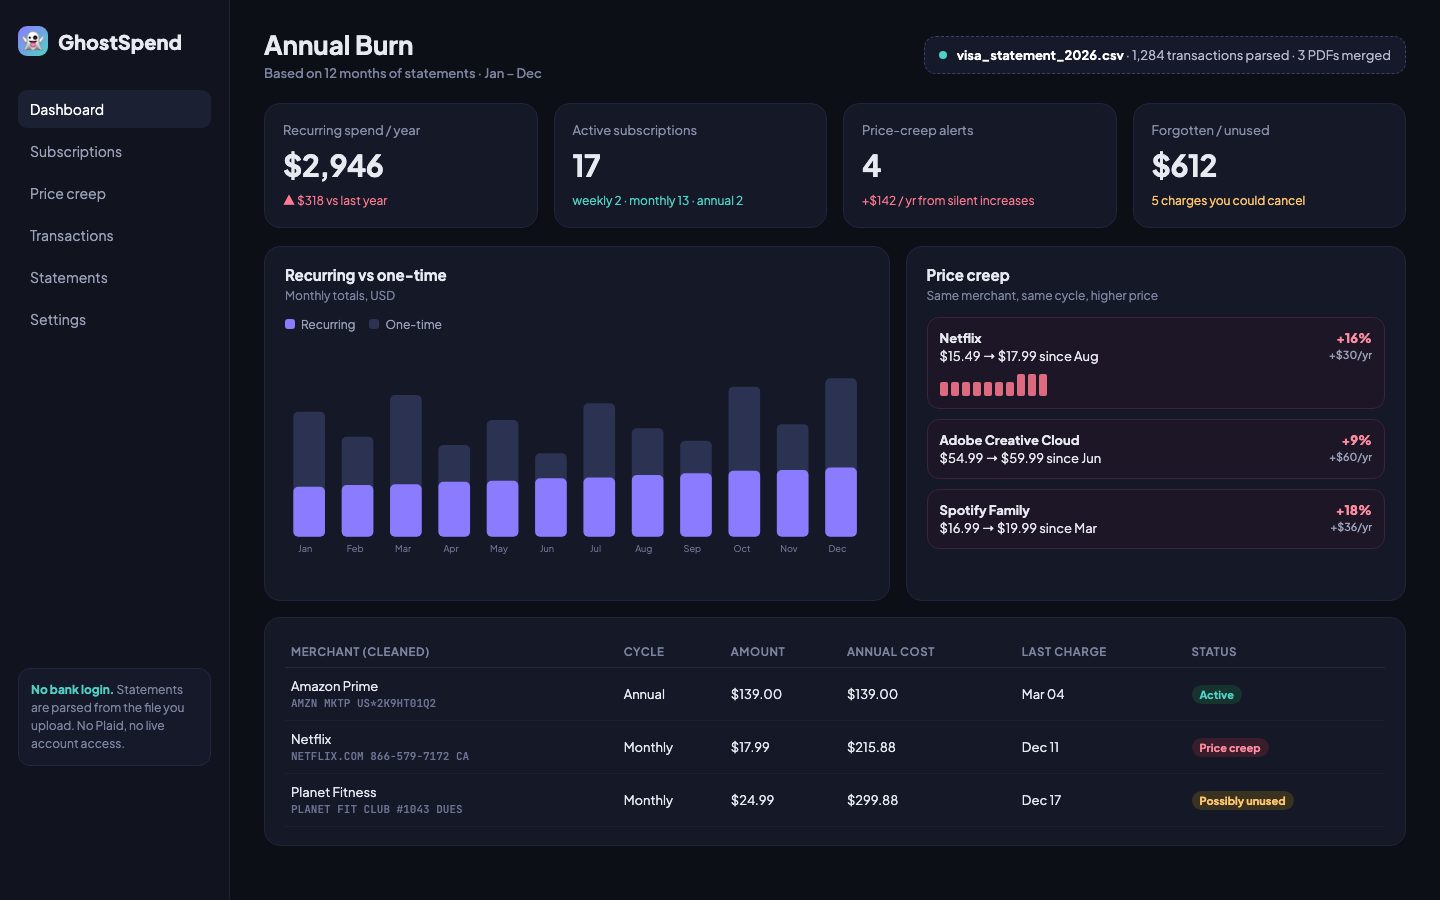 GhostSpend
Dashboard
Subscriptions
Price creep
Transactions
Statements
Settings
No bank login. Statements
are parsed from the file you
upload. No Plaid, no live
account access.
Annual Burn
Based on 12 months of statements · Jan – Dec
visa_statement_2026.csv · 1,284 transactions parsed · 3 PDFs merged
Recurring spend / year
$2,946
▲ $318 vs last year
Active subscriptions
17
weekly 2 · monthly 13 · annual 2
Price-creep alerts
4
+$142 / yr from silent increases
Forgotten / unused
$612
5 charges you could cancel
Recurring vs one-time
Monthly totals, USD
Recurring One-time
Jan Feb Mar Apr May Jun Jul Aug Sep Oct Nov Dec
Price creep
Same merchant, same cycle, higher price
Netflix +16%
$15.49 → $17.99 since Aug +$30/yr
Adobe Creative Cloud +9%
$54.99 → $59.99 since Jun +$60/yr
Spotify Family +18%
$16.99 → $19.99 since Mar +$36/yr
MERCHANT (CLEANED) CYCLE AMOUNT ANNUAL COST LAST CHARGE STATUS
Amazon Prime Annual $139.00 $139.00 Mar 04 Active
AMZN MKTP US*2K9HT01Q2
Netflix Monthly $17.99 $215.88 Dec 11 Price creep
NETFLIX.COM 866-579-7172 CA
Planet Fitness Monthly $24.99 $299.88 Dec 17 Possibly unused
PLANET FIT CLUB #1043 DUES